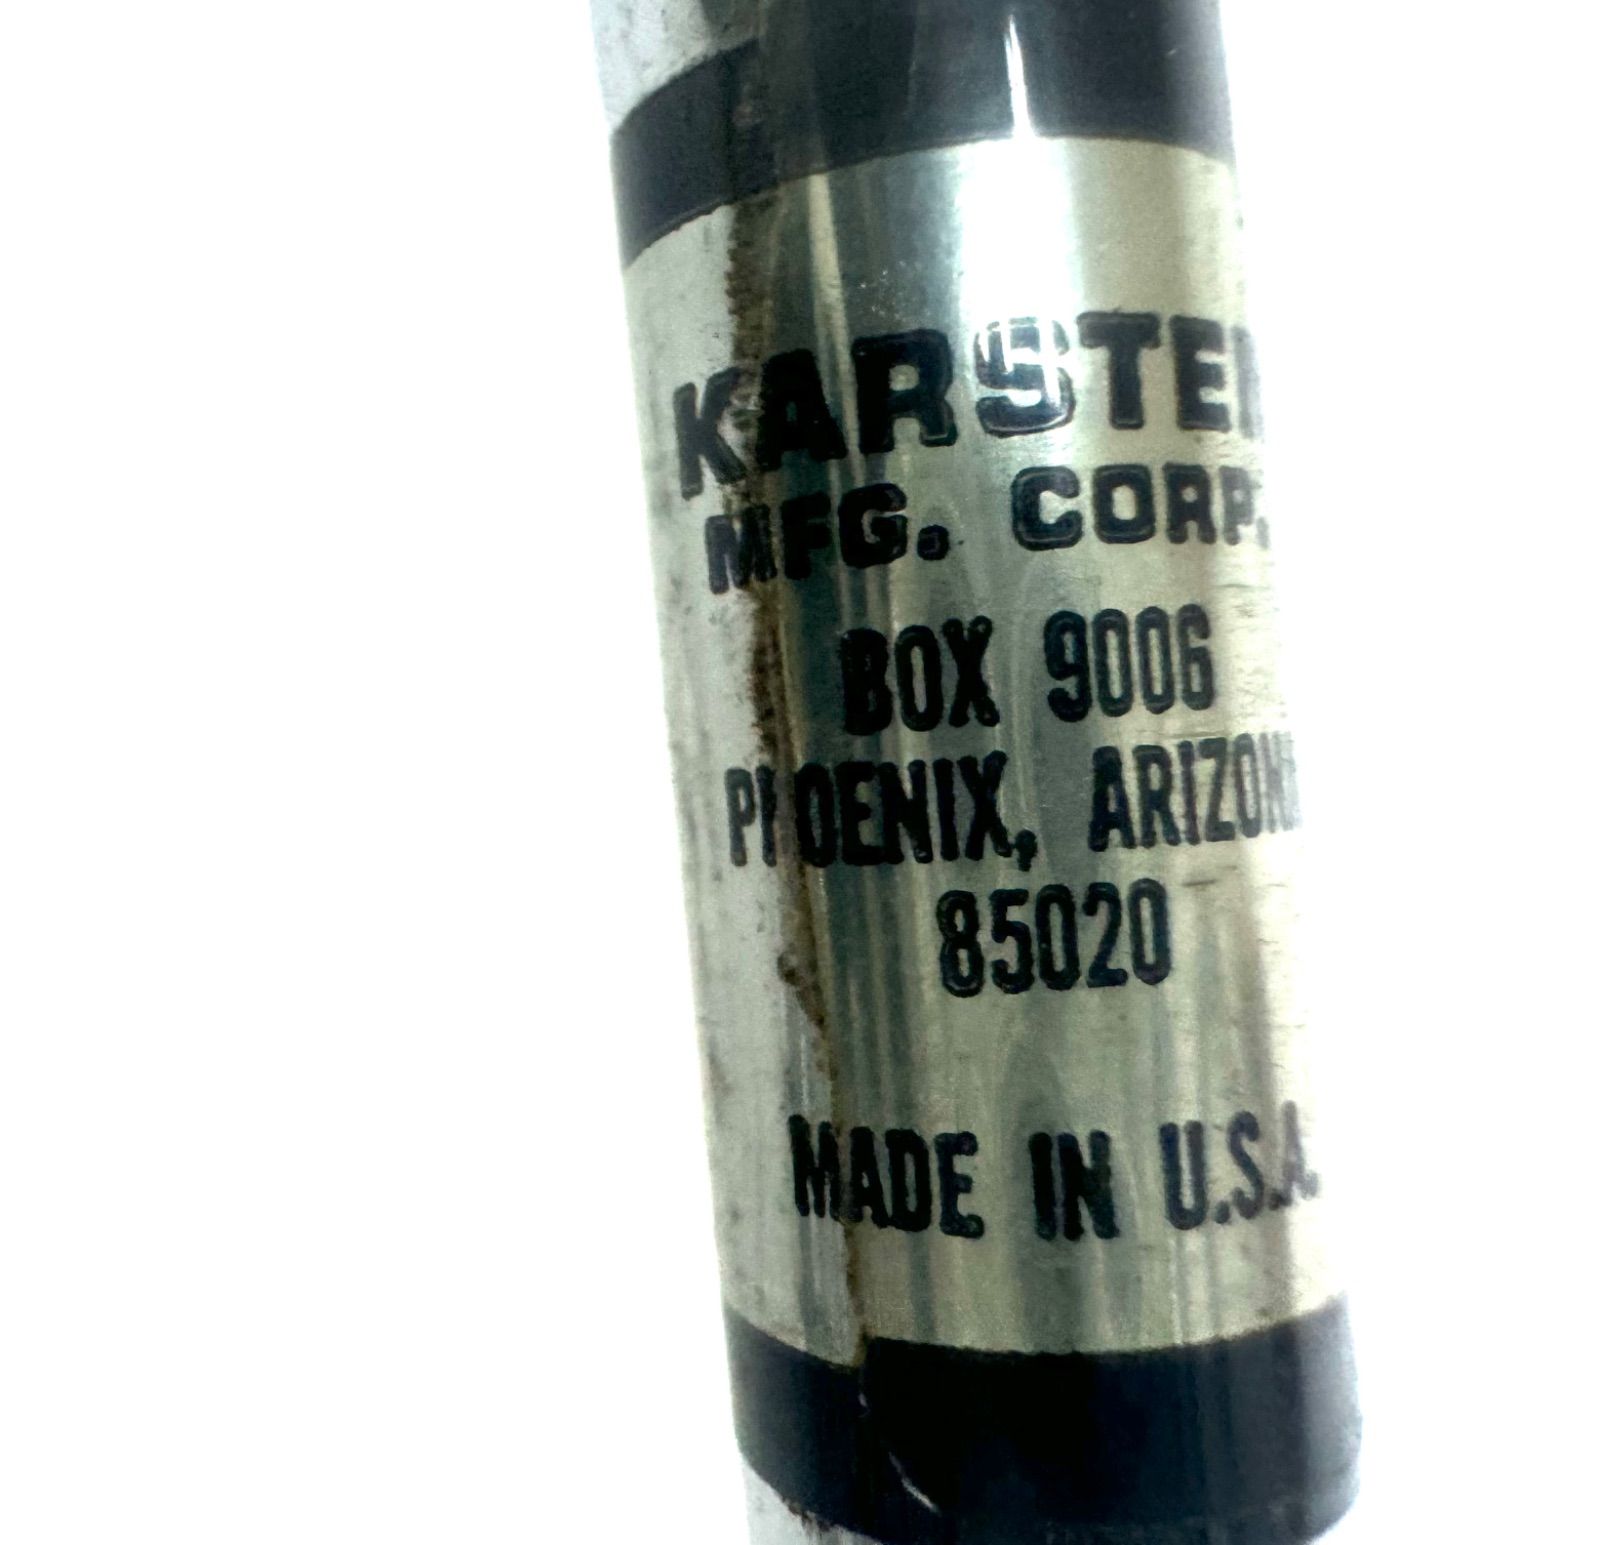 KARSTEN
MFG. CORP.
BOX 9006
PHOENIX, ARIZONA
85020
MADE IN U.S.A.